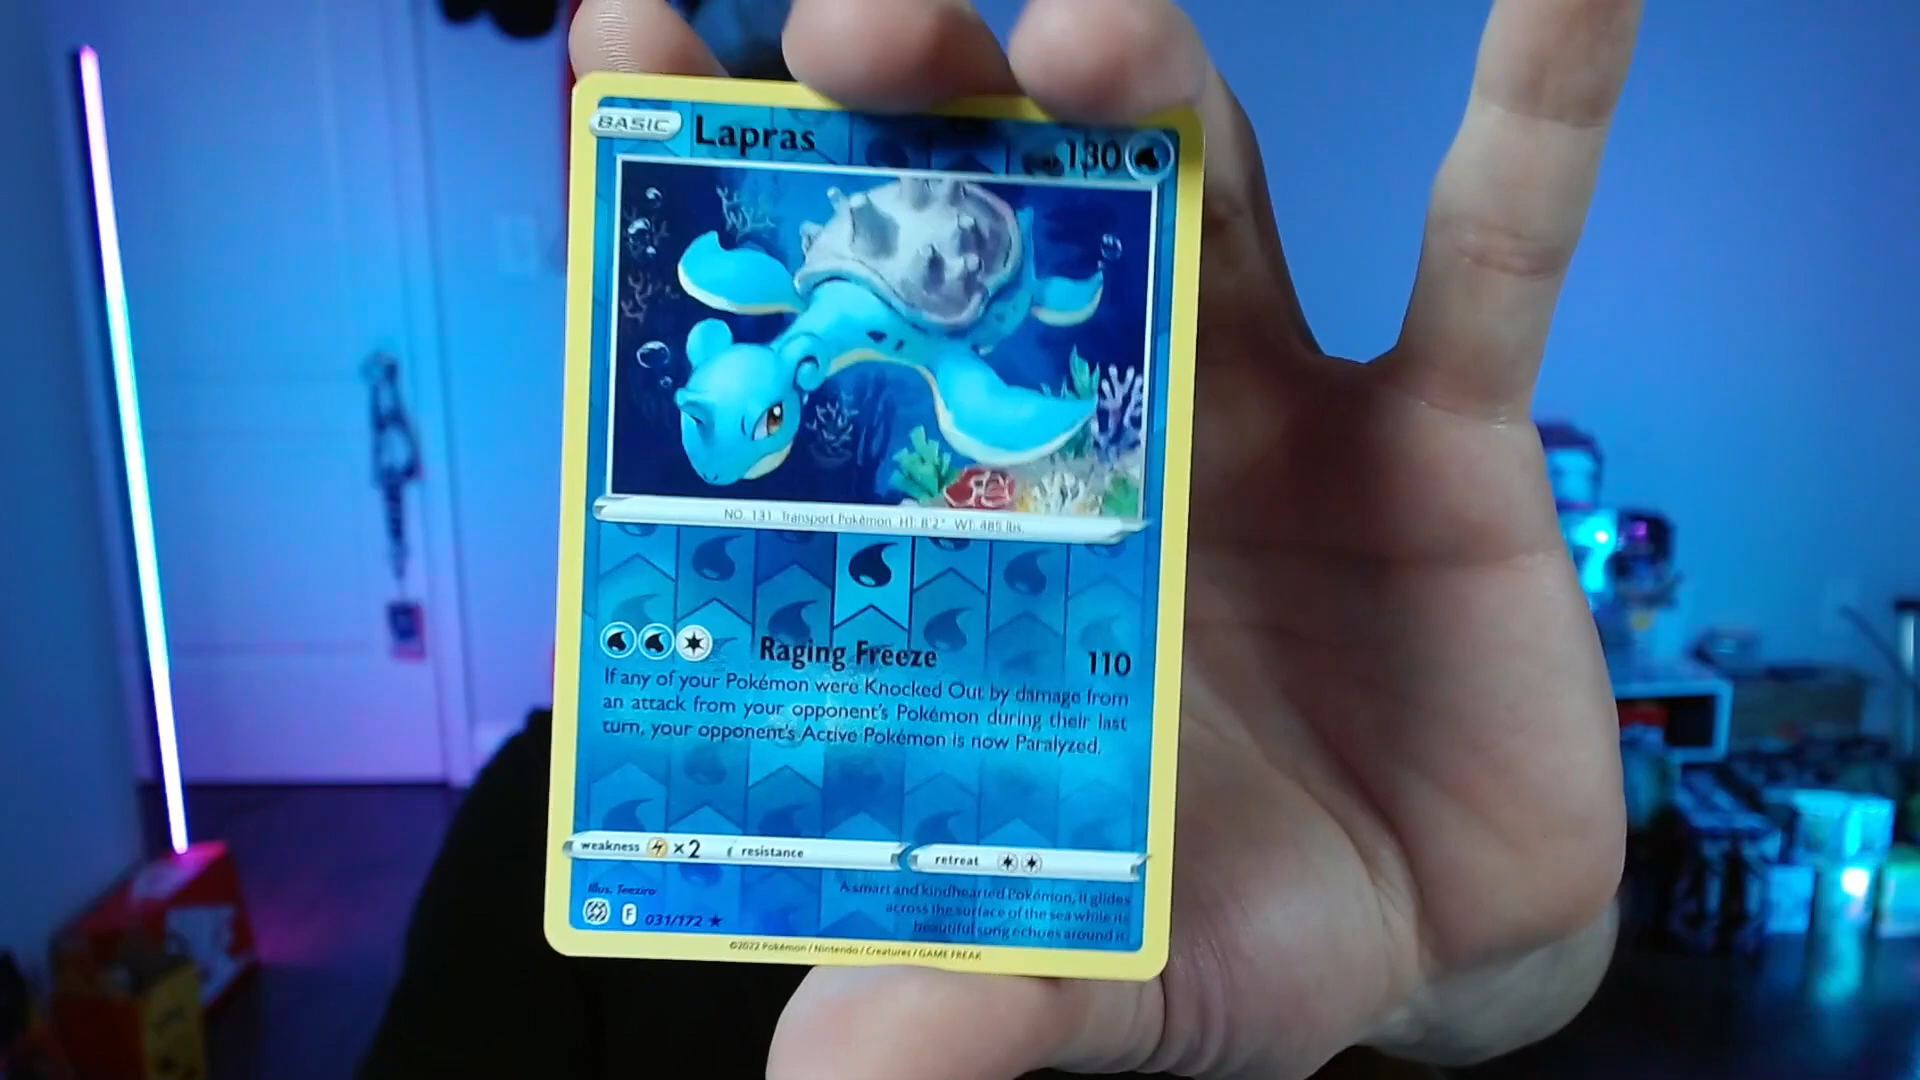 BASIC Lapras 130
NO. 131 Transport Pokémon HT: 8'2" WT: 485 lbs.
Raging Freeze 110
If any of your Pokémon were Knocked Out by damage from
an attack from your opponent's Pokémon during their last
turn, your opponent's Active Pokémon is now Paralyzed.
weakness ×2 resistance retreat
Illus. Teeziro
A smart and kindhearted Pokémon, it glides
across the surface of the sea while its
beautiful song echoes around it.
F 031/172 ★
©2022 Pokémon / Nintendo / Creatures / GAME FREAK